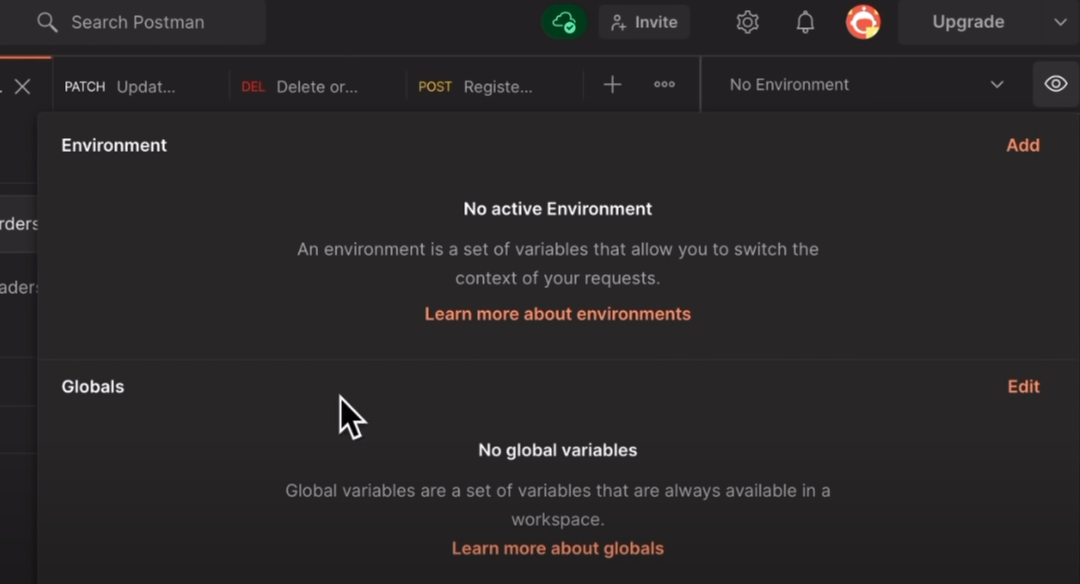 Search Postman
Invite
Upgrade
PATCH Updat...
DEL Delete or...
POST Registe...
No Environment
Environment
Add
No active Environment
rders
An environment is a set of variables that allow you to switch the
context of your requests.
Learn more about environments
Globals
Edit
No global variables
Global variables are a set of variables that are always available in a
workspace.
Learn more about globals